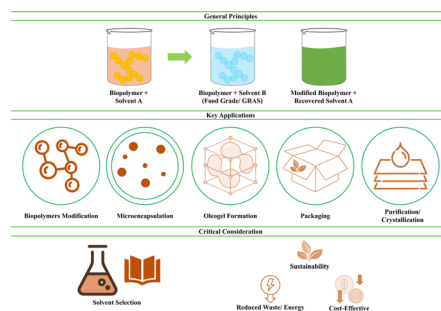 General Principles
Biopolymer +
Solvent A
Biopolymer + Solvent B
(Food Grade/ GRAS)
Modified Biopolymer +
Recovered Solvent A
Key Applications
Biopolymers Modification
Microencapsulation
Oleogel Formation
Packaging
Purification/
Crystallization
Critical Consideration
Solvent Selection
Sustainability
Reduced Waste/ Energy
Cost-Effective